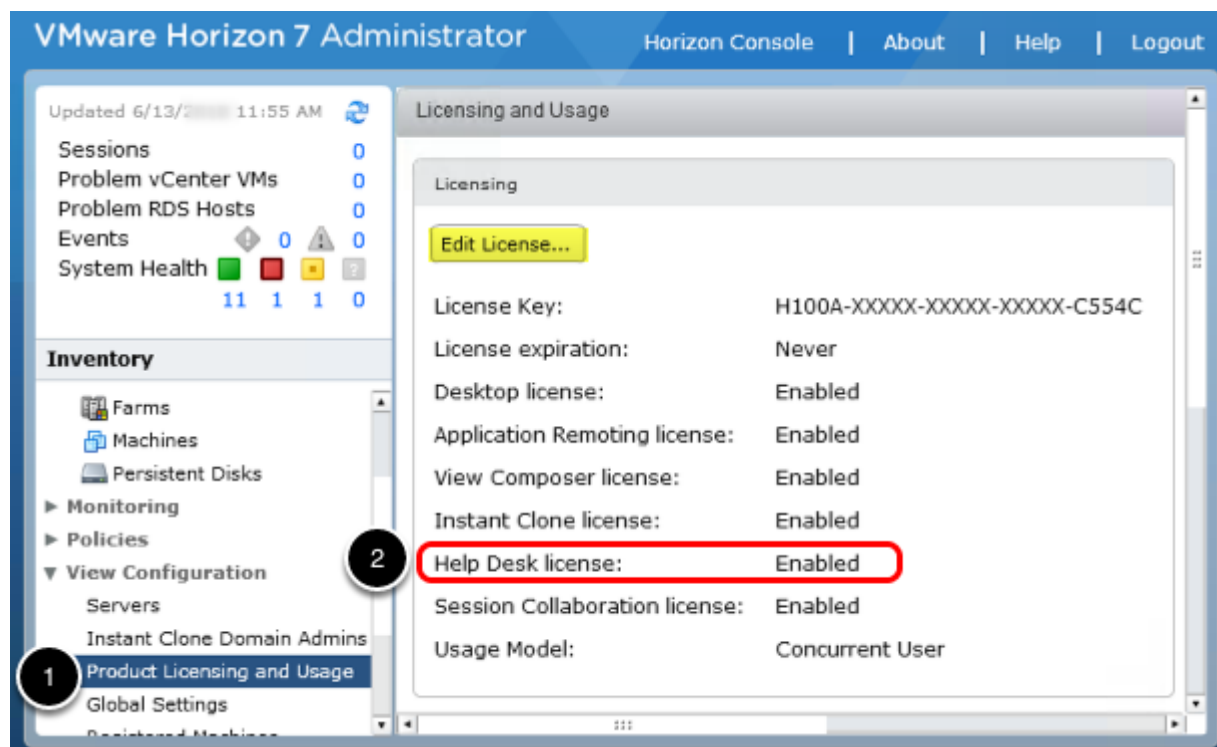 VMware Horizon 7 Administrator
Horizon Console | About | Help | Logout
Updated 6/13/ 11:55 AM
Sessions 0
Problem vCenter VMs 0
Problem RDS Hosts 0
Events 0 0
System Health ?
11 1 1 0
Inventory
Farms
Machines
Persistent Disks
Monitoring
Policies
View Configuration
Servers
Instant Clone Domain Admins
1
Product Licensing and Usage
Global Settings
Registered Machines
Licensing and Usage
Licensing
Edit License...
License Key: H100A-XXXXX-XXXXX-XXXXX-C554C
License expiration: Never
Desktop license: Enabled
Application Remoting license: Enabled
View Composer license: Enabled
Instant Clone license: Enabled
2
Help Desk license: Enabled
Session Collaboration license: Enabled
Usage Model: Concurrent User